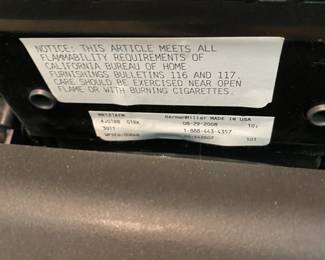 NOTICE: THIS ARTICLE MEETS ALL
FLAMMABILITY REQUIREMENTS OF
CALIFORNIA BUREAU OF HOME
FURNISHINGS BULLETINS 116 AND 117.
CARE SHOULD BE EXERCISED NEAR OPEN
FLAME OR WITH BURNING CIGARETTES.
HermanMiller MADE IN USA
08-29-2008
1-888-443-4357